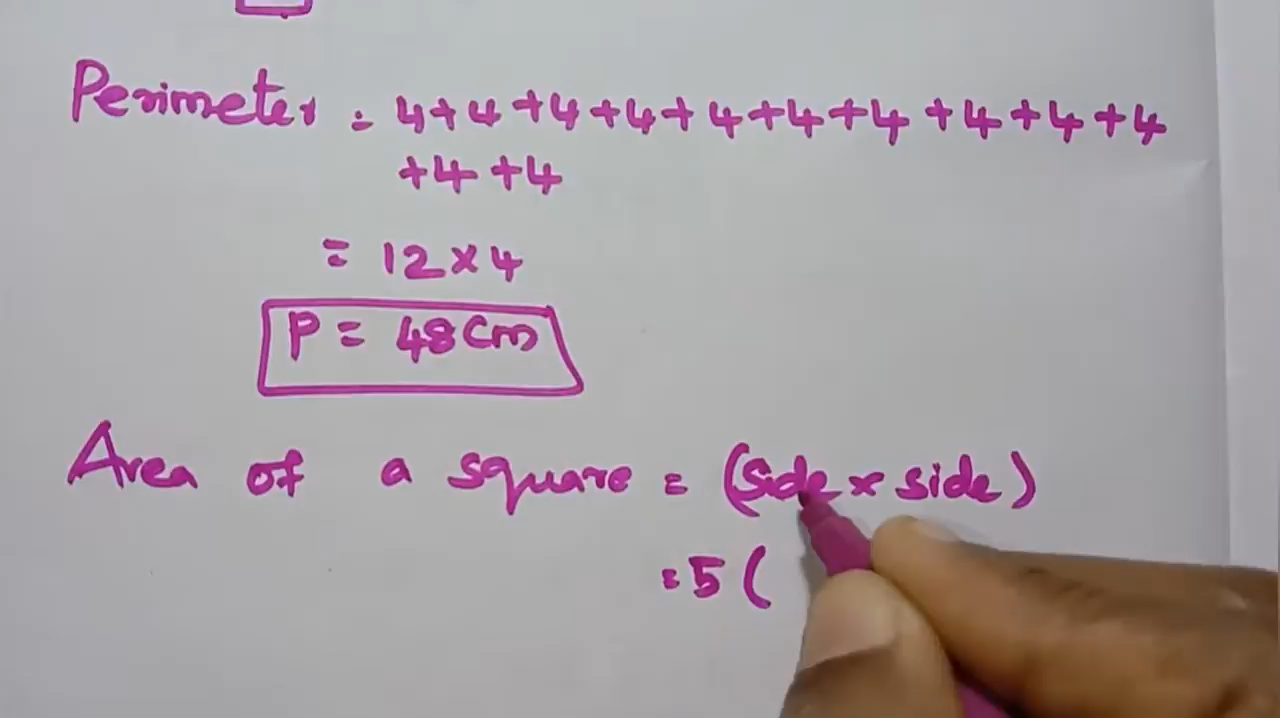 Perimeter = 4+4+4+4+4+4+4+4+4+4
+4+4
= 12×4
P = 48cm
Area of a square = (side × side)
= 5 (